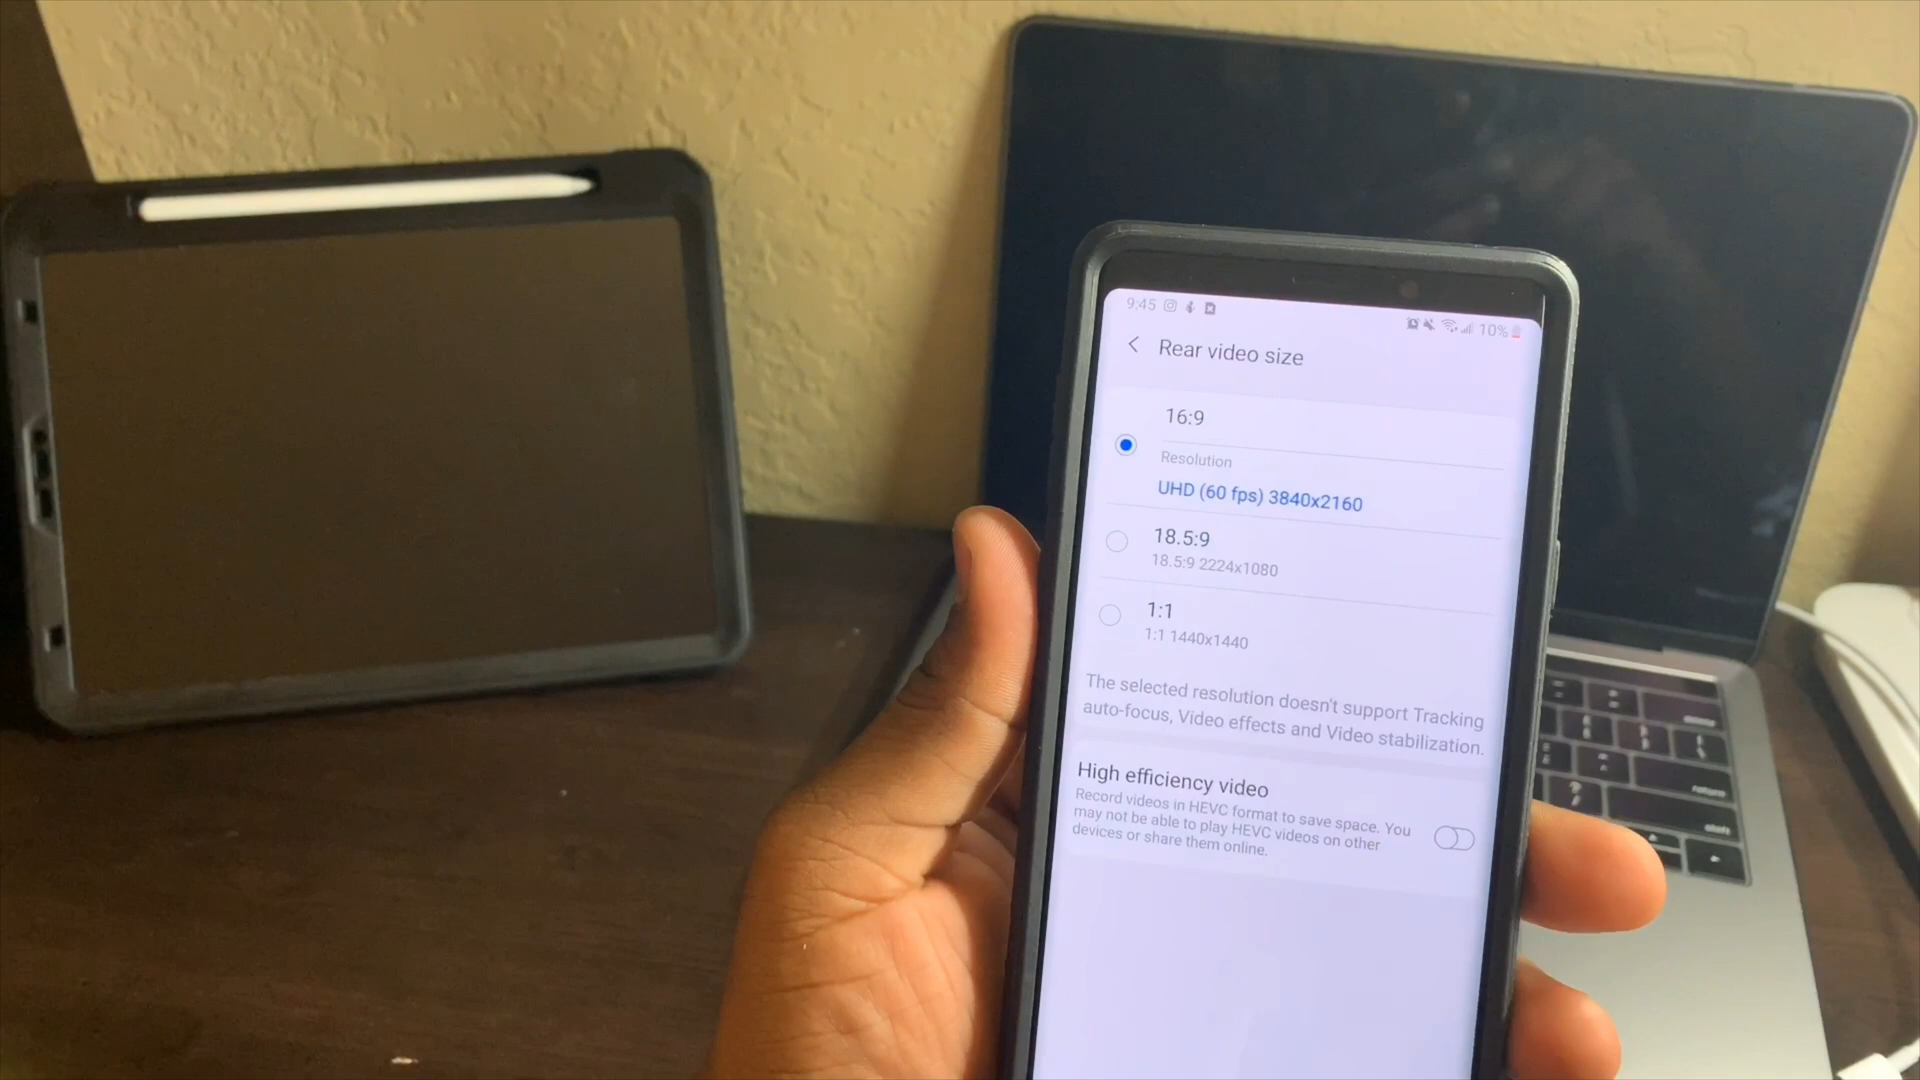 9:45
10%
Rear video size
16:9
Resolution
UHD (60 fps) 3840x2160
18.5:9
18.5:9 2224x1080
1:1
1:1 1440x1440
The selected resolution doesn't support Tracking
auto-focus, Video effects and Video stabilization.
High efficiency video
Record videos in HEVC format to save space. You
may not be able to play HEVC videos on other
devices or share them online.
delete
return
shift